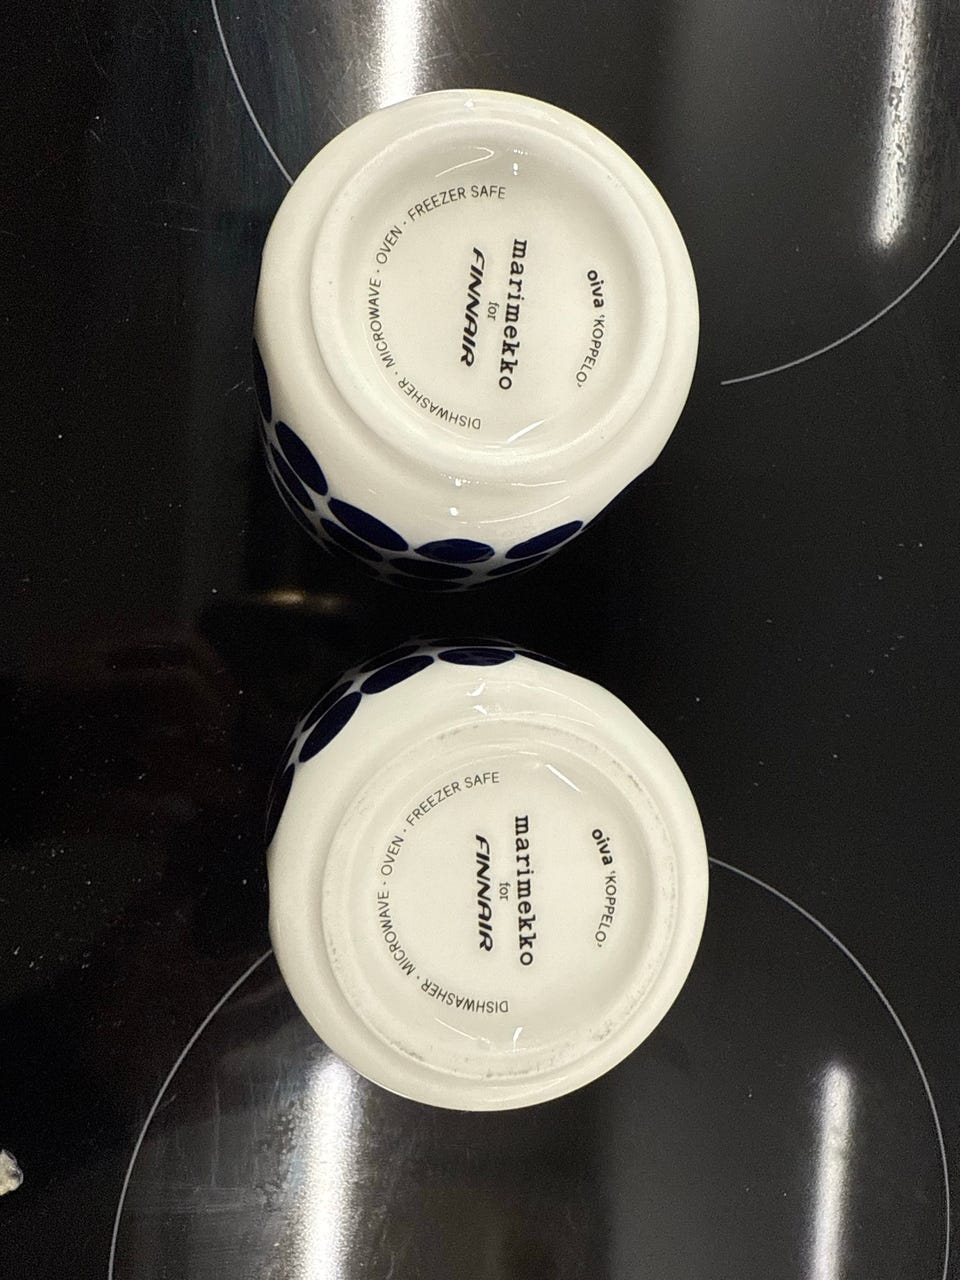 oiva 'KOPPELO'
marimekko
for
FINNAIR
DISHWASHER · MICROWAVE · OVEN · FREEZER SAFE
oiva 'KOPPELO'
marimekko
for
FINNAIR
DISHWASHER · MICROWAVE · OVEN · FREEZER SAFE